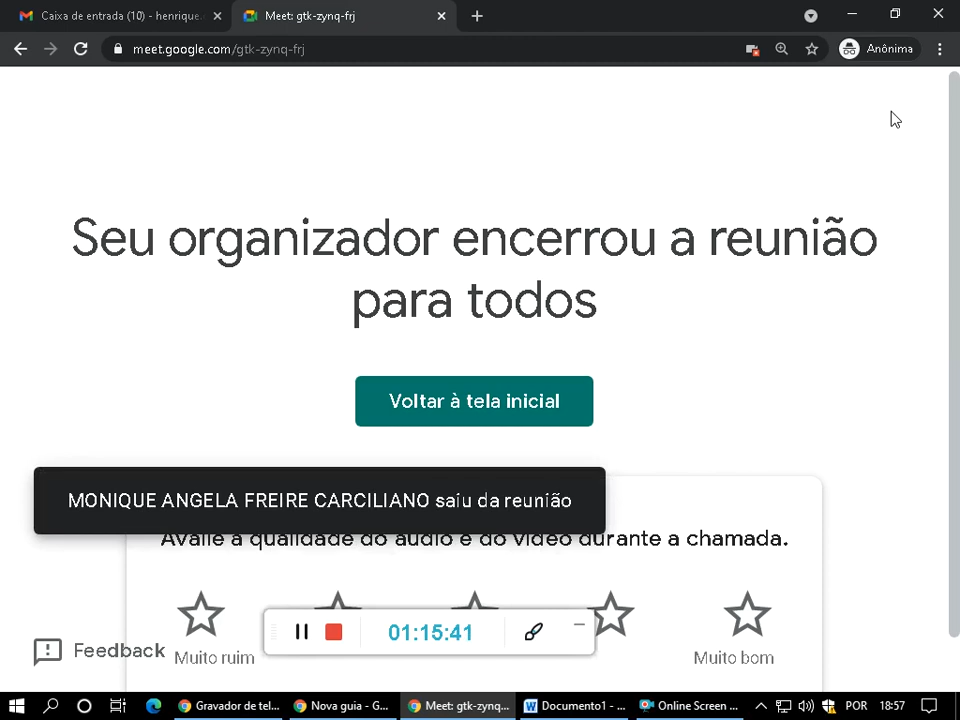 Caixa de entrada (10) - henrique.
Meet: gtk-zynq-frj
meet.google.com/gtk-zynq-frj
Anônima
Seu organizador encerrou a reunião
para todos
Voltar à tela inicial
MONIQUE ANGELA FREIRE CARCILIANO saiu da reunião
Avalie a qualidade do áudio e do vídeo durante a chamada.
01:15:41
Feedback
Muito ruim
Muito bom
Gravador de tel...
Nova guia - G...
Meet: gtk-zynq...
Documento1 - ...
Online Screen ...
POR
18:57